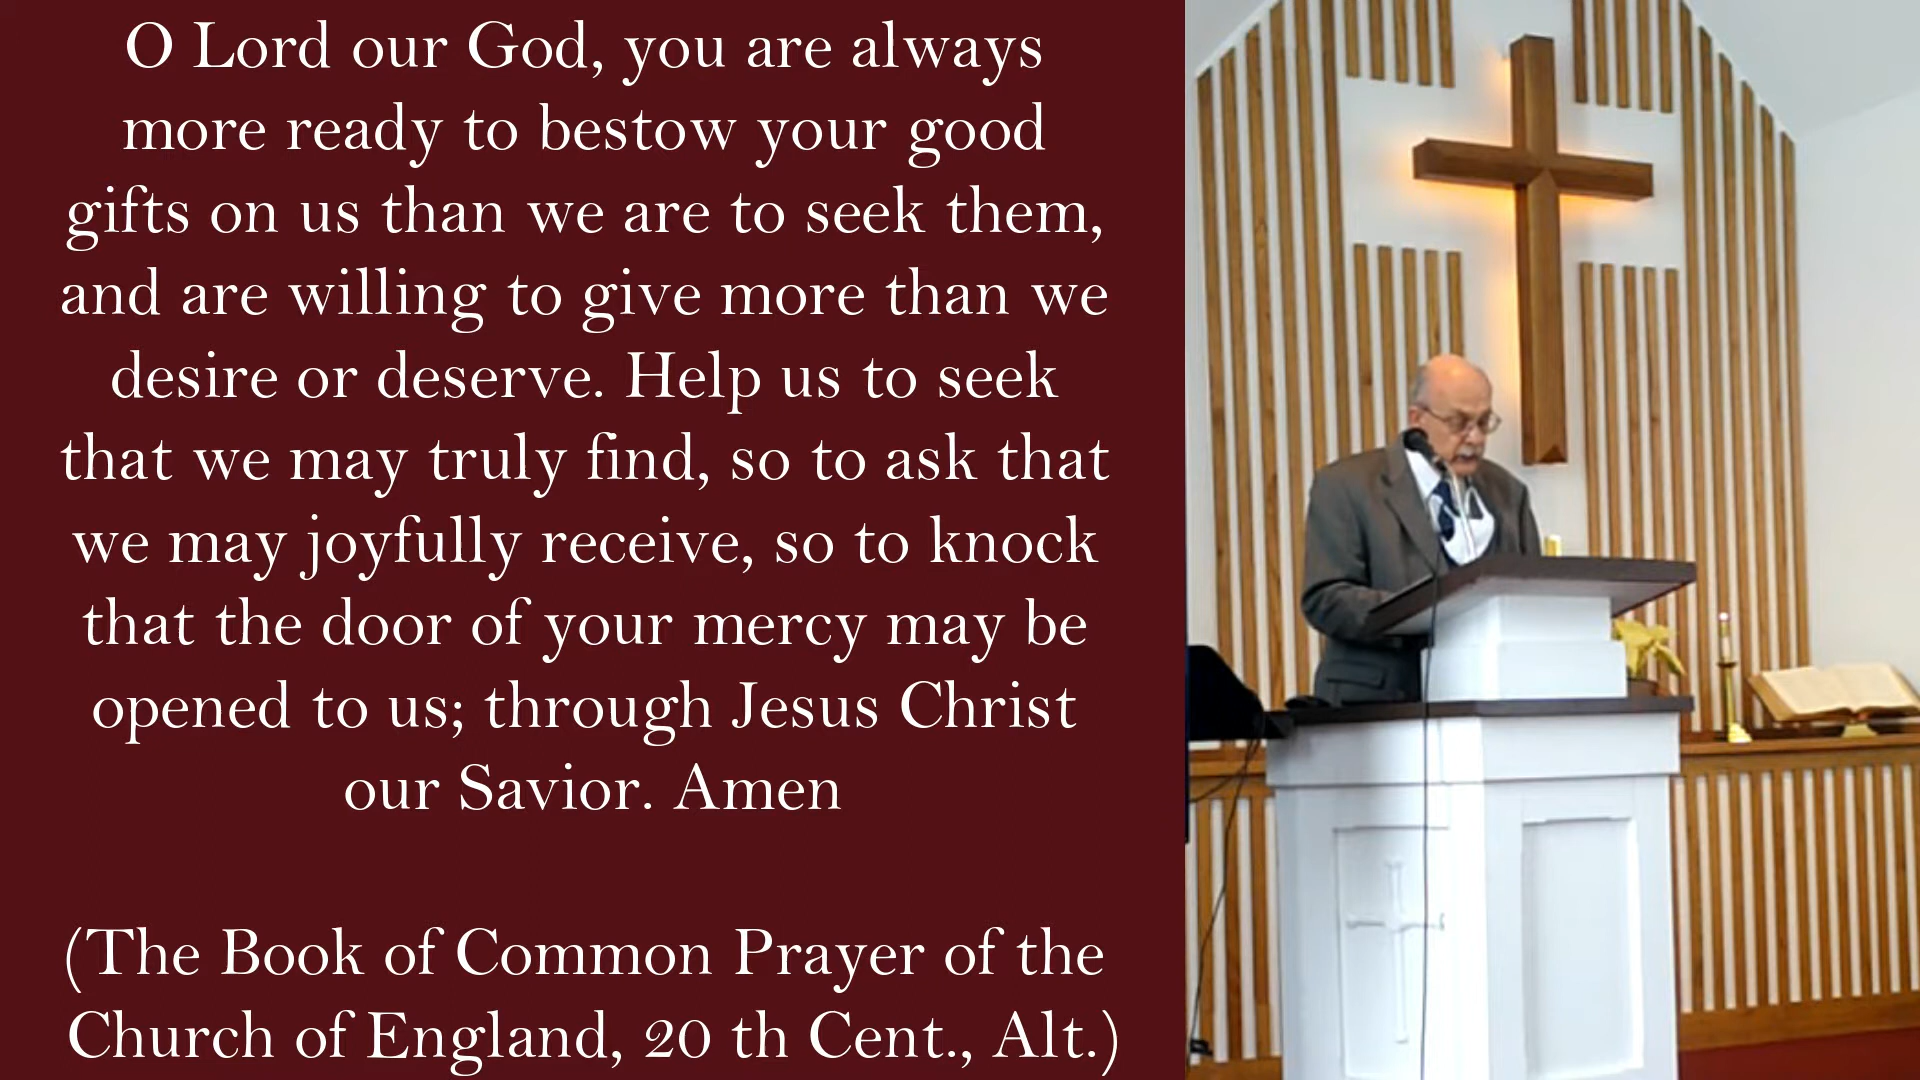 O Lord our God, you are always
more ready to bestow your good
gifts on us than we are to seek them,
and are willing to give more than we
desire or deserve. Help us to seek
that we may truly find, so to ask that
we may joyfully receive, so to knock
that the door of your mercy may be
opened to us; through Jesus Christ
our Savior. Amen
(The Book of Common Prayer of the
Church of England, 20 th Cent., Alt.)